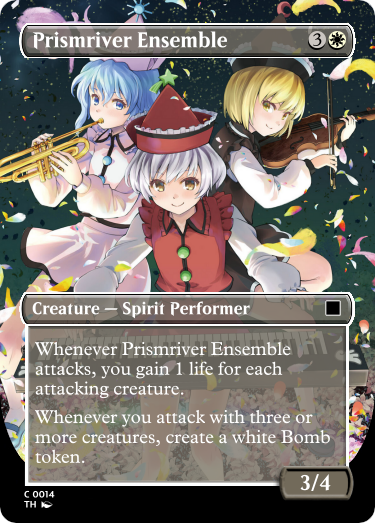 Prismriver Ensemble 3
Creature — Spirit Performer
Whenever Prismriver Ensemble
attacks, you gain 1 life for each
attacking creature.
Whenever you attack with three or
more creatures, create a white Bomb
token.
3/4
C 0014
TH